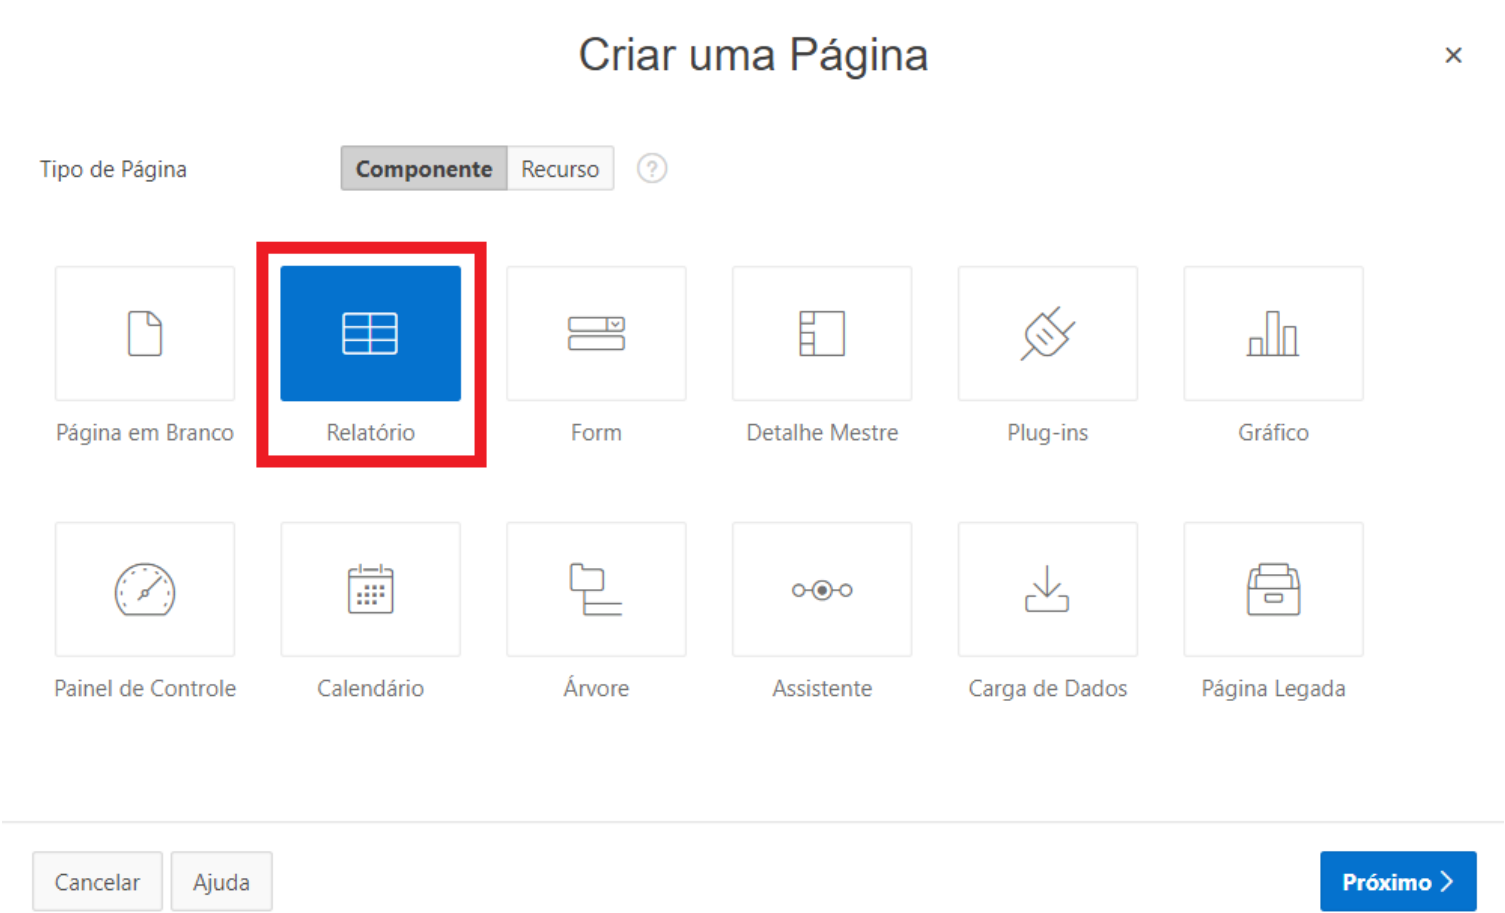 Criar uma Página
×
Tipo de Página
Componente Recurso ?
Página em Branco Relatório Form Detalhe Mestre Plug-ins Gráfico
Painel de Controle Calendário Árvore Assistente Carga de Dados Página Legada
Cancelar Ajuda Próximo >